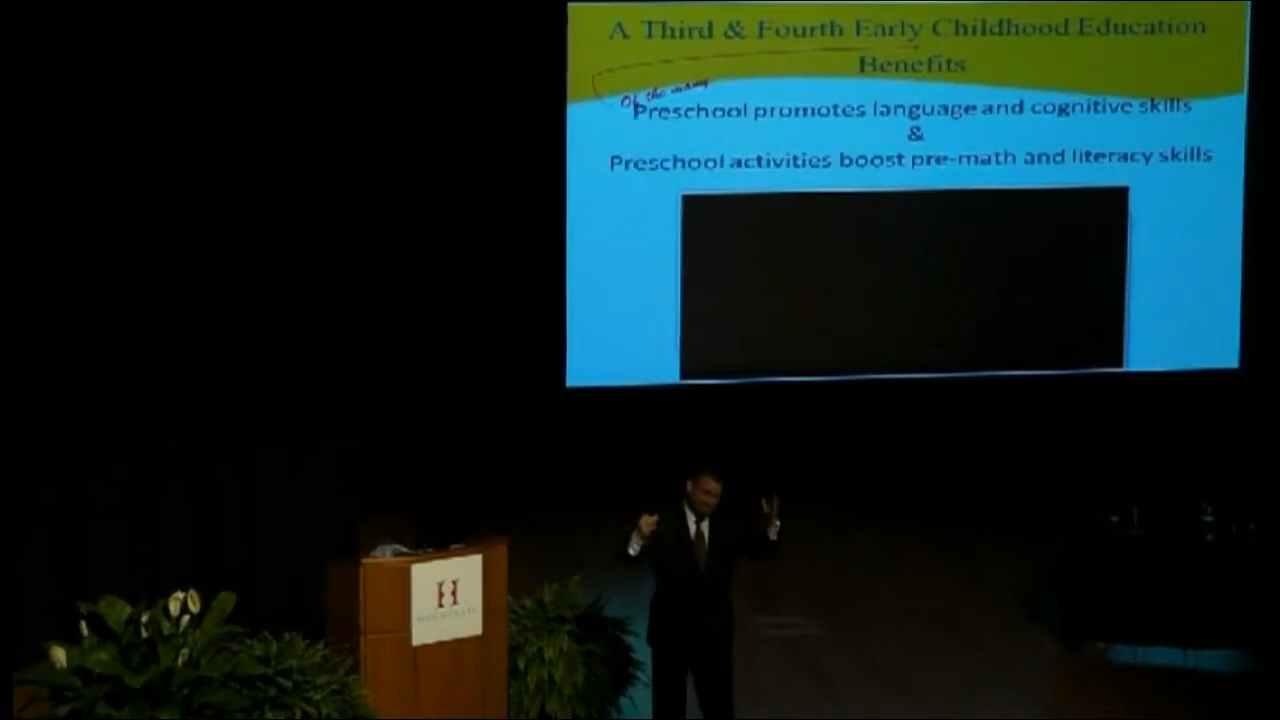 A Third & Fourth Early Childhood Education
Benefits
Of the many
Preschool promotes language and cognitive skills
&
Preschool activities boost pre-math and literacy skills
H